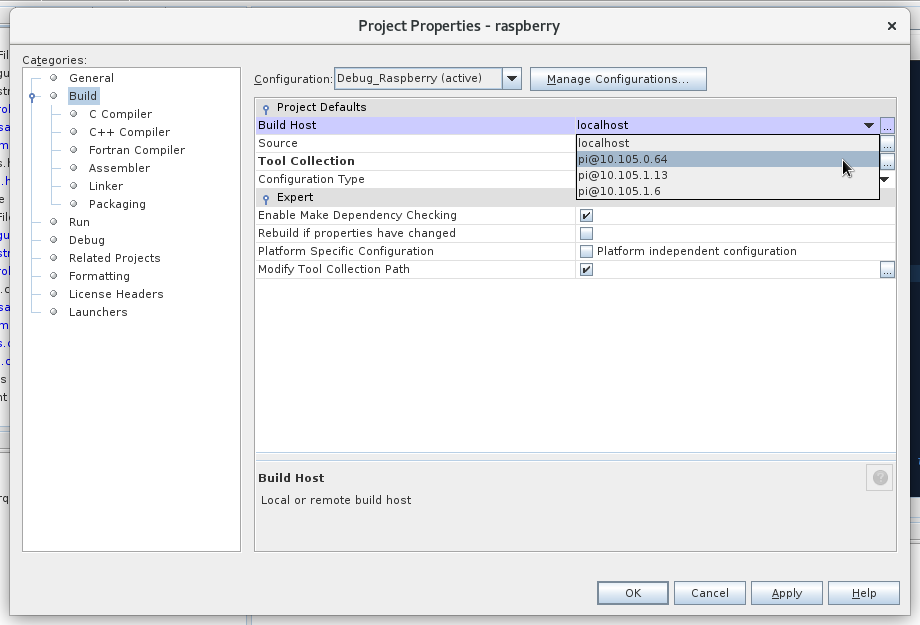 Project Properties - raspberry
Categories:
General
Build
C Compiler
C++ Compiler
Fortran Compiler
Assembler
Linker
Packaging
Run
Debug
Related Projects
Formatting
License Headers
Launchers
Configuration: Debug_Raspberry (active) Manage Configurations...
Project Defaults
Build Host localhost ...
Source localhost ...
Tool Collection pi@10.105.0.64 ...
Configuration Type pi@10.105.1.13
Expert pi@10.105.1.6
Enable Make Dependency Checking
Rebuild if properties have changed
Platform Specific Configuration Platform independent configuration
Modify Tool Collection Path ...
Build Host ?
Local or remote build host
OK Cancel Apply Help